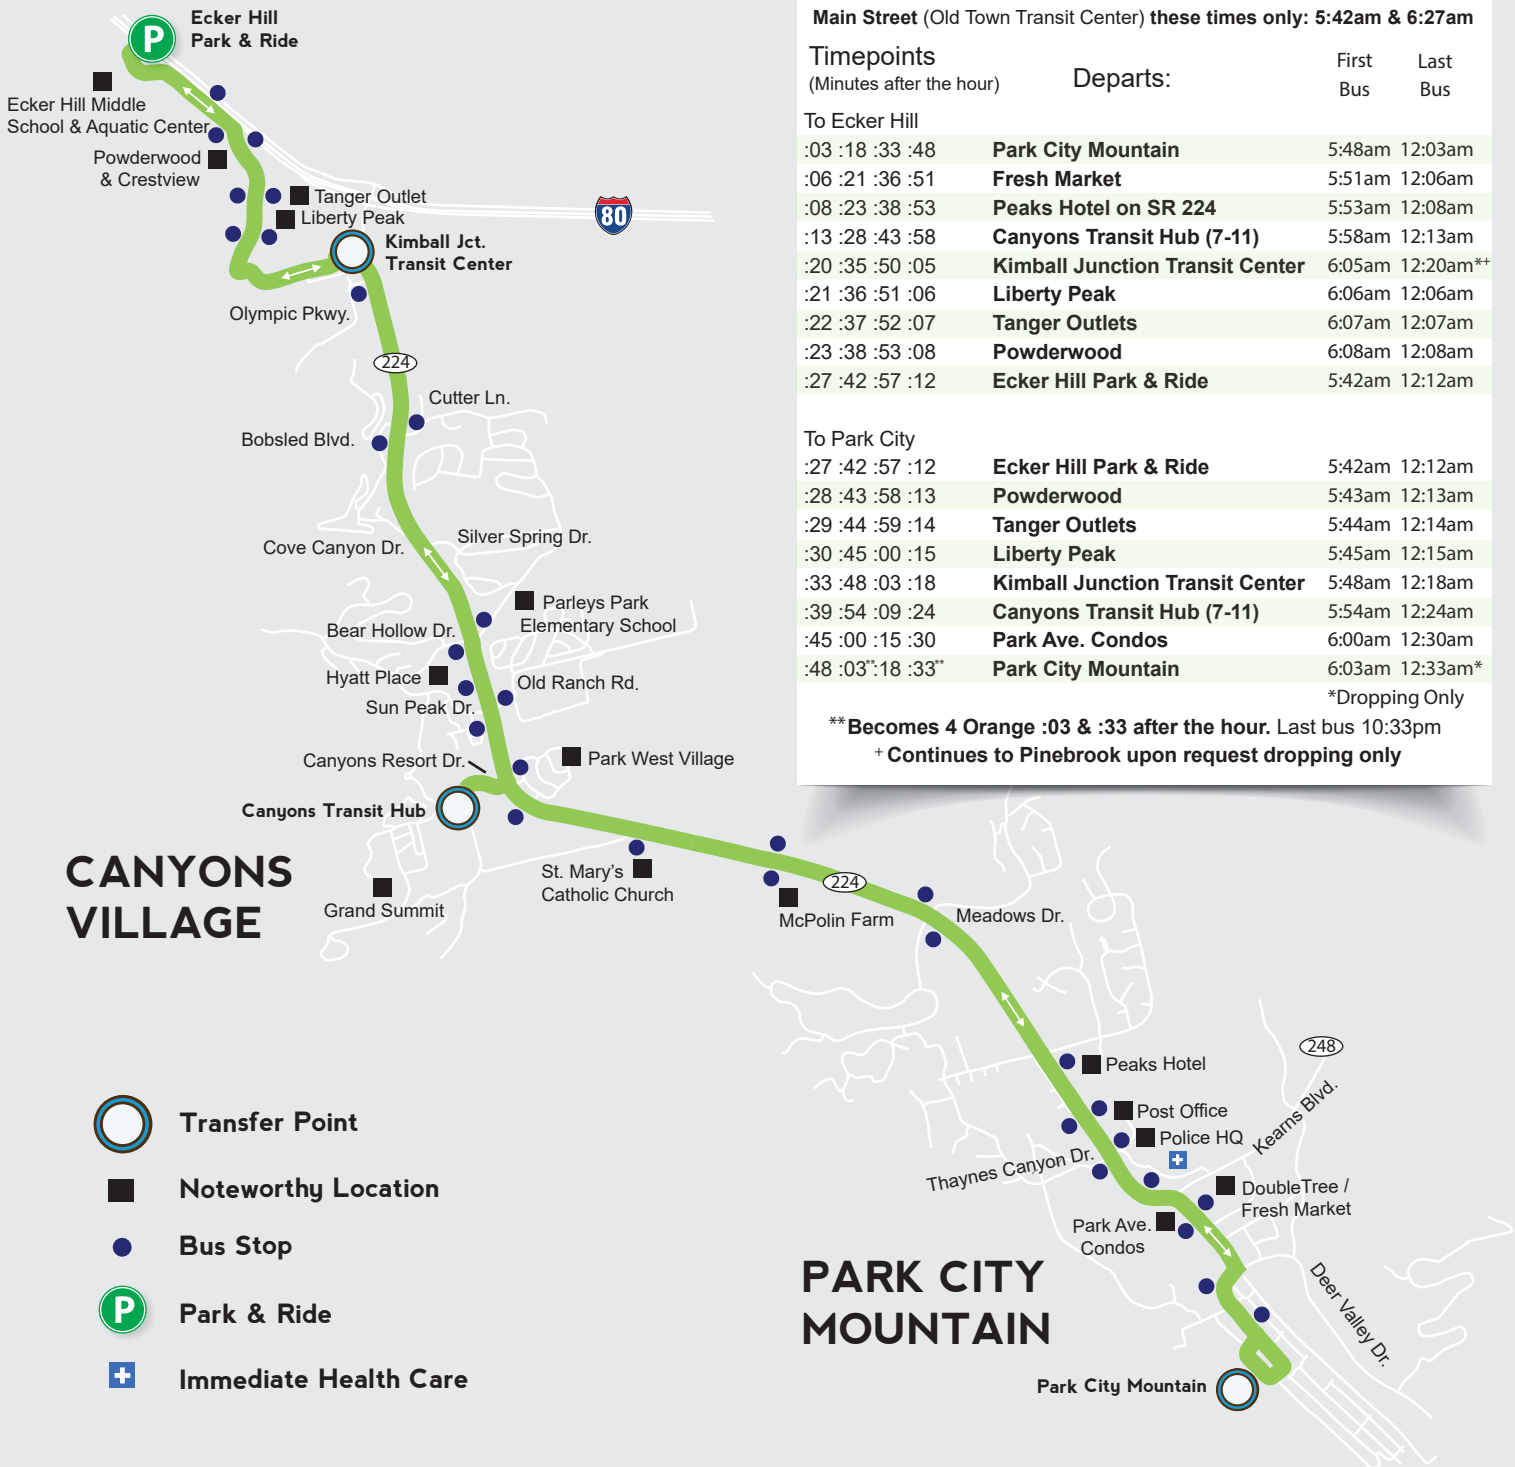 Ecker Hill
Park & Ride
P
Ecker Hill Middle
School & Aquatic Center
Powderwood
& Crestview
Tanger Outlet
Liberty Peak
80
Kimball Jct.
Transit Center
Olympic Pkwy.
224
Cutter Ln.
Bobsled Blvd.
Silver Spring Dr.
Cove Canyon Dr.
Parleys Park
Elementary School
Bear Hollow Dr.
Hyatt Place
Old Ranch Rd.
Sun Peak Dr.
Canyons Resort Dr.
Park West Village
Canyons Transit Hub
CANYONS
VILLAGE
Grand Summit
St. Mary's
Catholic Church
224
McPolin Farm
Meadows Dr.
248
Peaks Hotel
Post Office
Police HQ
Kearns Blvd.
Thaynes Canyon Dr.
DoubleTree /
Fresh Market
Park Ave.
Condos
Deer Valley Dr.
PARK CITY
MOUNTAIN
Park City Mountain
Transfer Point
Noteworthy Location
Bus Stop
P Park & Ride
Immediate Health Care
Main Street (Old Town Transit Center) these times only: 5:42am & 6:27am
Timepoints
(Minutes after the hour)
Departs:
First
Bus
Last
Bus
To Ecker Hill
:03 :18 :33 :48 Park City Mountain 5:48am 12:03am
:06 :21 :36 :51 Fresh Market 5:51am 12:06am
:08 :23 :38 :53 Peaks Hotel on SR 224 5:53am 12:08am
:13 :28 :43 :58 Canyons Transit Hub (7-11) 5:58am 12:13am
:20 :35 :50 :05 Kimball Junction Transit Center 6:05am 12:20am*+
:21 :36 :51 :06 Liberty Peak 6:06am 12:06am
:22 :37 :52 :07 Tanger Outlets 6:07am 12:07am
:23 :38 :53 :08 Powderwood 6:08am 12:08am
:27 :42 :57 :12 Ecker Hill Park & Ride 5:42am 12:12am
To Park City
:27 :42 :57 :12 Ecker Hill Park & Ride 5:42am 12:12am
:28 :43 :58 :13 Powderwood 5:43am 12:13am
:29 :44 :59 :14 Tanger Outlets 5:44am 12:14am
:30 :45 :00 :15 Liberty Peak 5:45am 12:15am
:33 :48 :03 :18 Kimball Junction Transit Center 5:48am 12:18am
:39 :54 :09 :24 Canyons Transit Hub (7-11) 5:54am 12:24am
:45 :00 :15 :30 Park Ave. Condos 6:00am 12:30am
:48 :03**:18 :33** Park City Mountain 6:03am 12:33am*
*Dropping Only
**Becomes 4 Orange :03 & :33 after the hour. Last bus 10:33pm
+ Continues to Pinebrook upon request dropping only